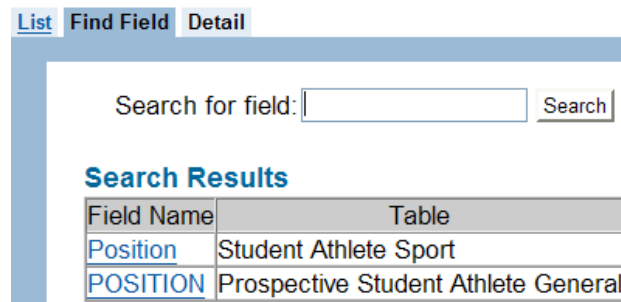 List Find Field Detail
Search for field: Search
Search Results
Field Name Table
Position Student Athlete Sport
POSITION Prospective Student Athlete General